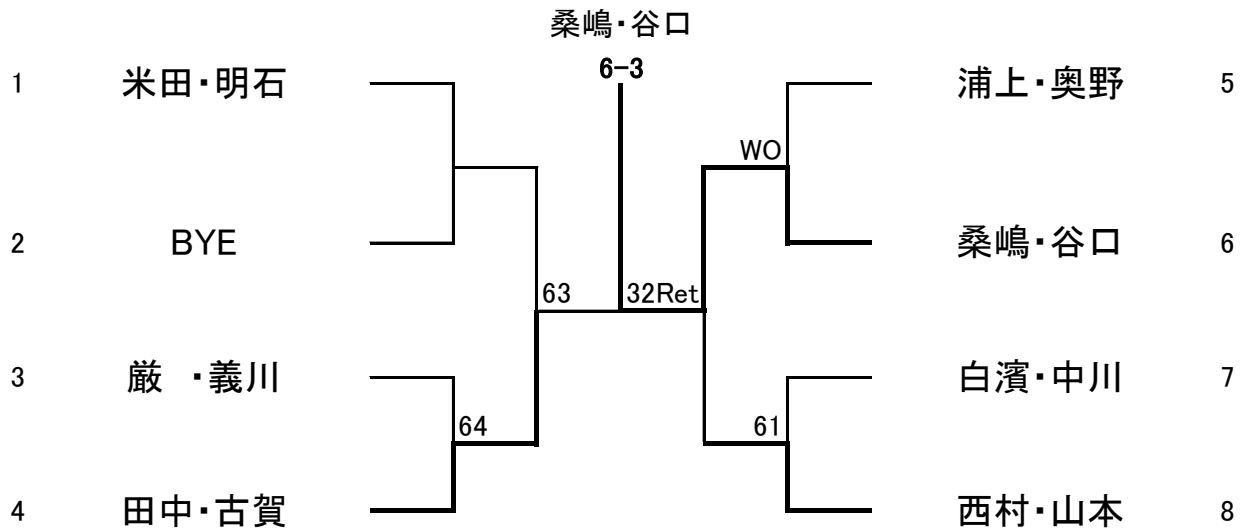 桑嶋・谷口
6-3
1 米田・明石 浦上・奥野 5
WO
2 BYE 桑嶋・谷口 6
63 32Ret
3 厳 ・義川 白濱・中川 7
64 61
4 田中・古賀 西村・山本 8